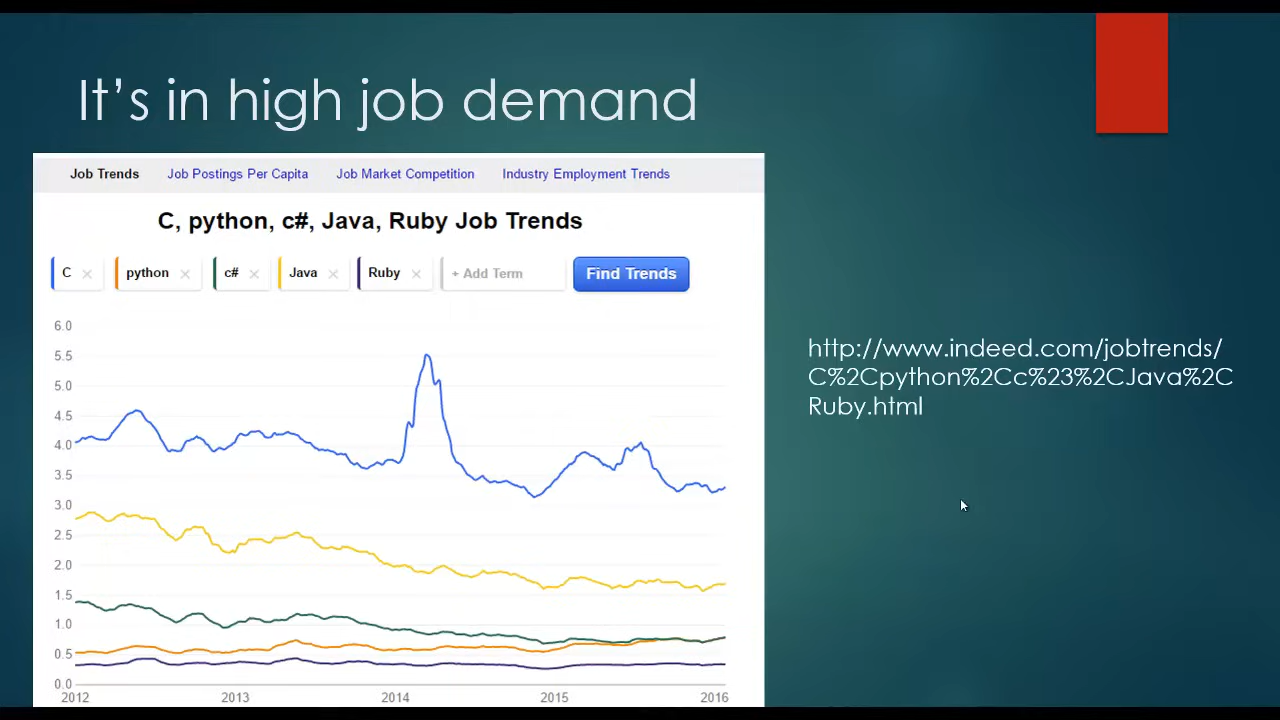 It's in high job demand
Job Trends Job Postings Per Capita Job Market Competition Industry Employment Trends
C, python, c#, Java, Ruby Job Trends
C × python × c# × Java × Ruby × + Add Term Find Trends
6.0
5.5
5.0
4.5
4.0
3.5
3.0
2.5
2.0
1.5
1.0
0.5
0.0
2012 2013 2014 2015 2016
http://www.indeed.com/jobtrends/
C%2Cpython%2Cc%23%2CJava%2C
Ruby.html